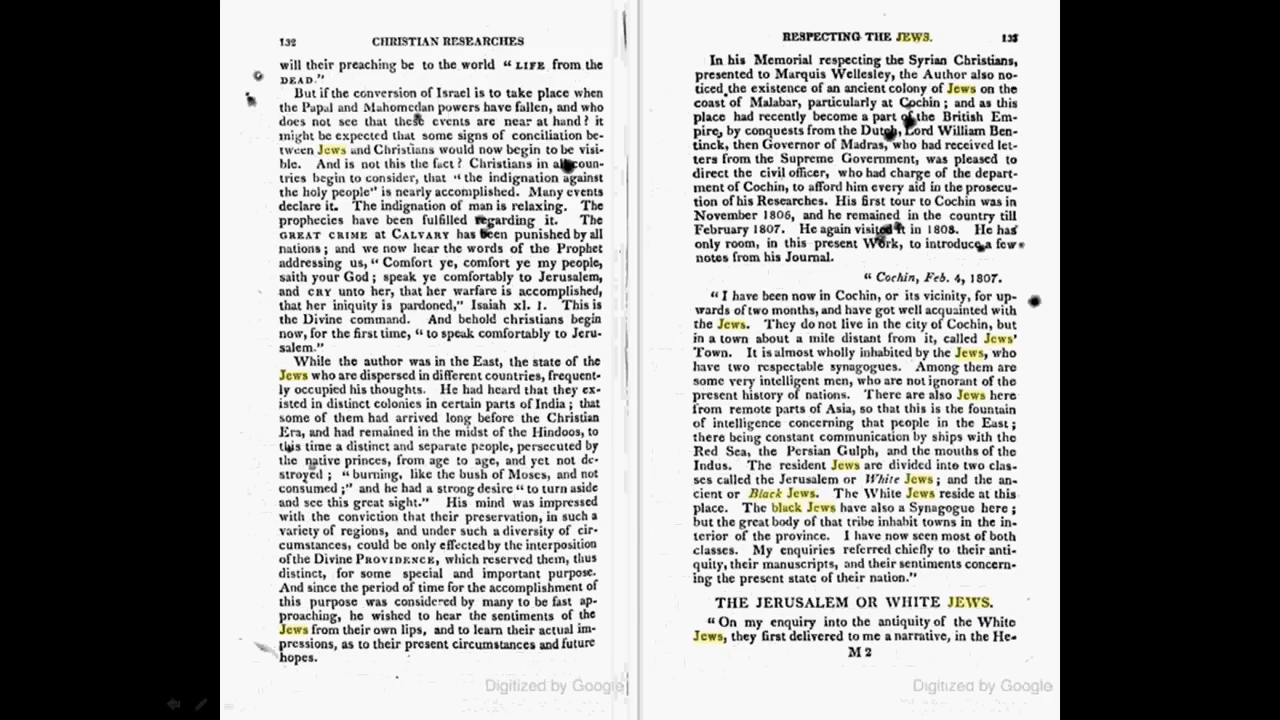 132 CHRISTIAN RESEARCHES
will their preaching be to the world “ LIFE from the
DEAD.”
But if the conversion of Israel is to take place when
the Papal and Mahomedan powers have fallen, and who
does not see that these events are near at hand? it
might be expected that some signs of conciliation be-
tween Jews and Christians would now begin to be visi-
ble. And is not this the fact? Christians in all coun-
tries begin to consider, that “ the indignation against
the holy people” is nearly accomplished. Many events
declare it. The indignation of man is relaxing. The
prophecies have been fulfilled regarding it. The
GREAT CRIME at CALVARY has been punished by all
nations; and we now hear the words of the Prophet
addressing us, “ Comfort ye, comfort ye my people,
saith your God; speak ye comfortably to Jerusalem,
and CRY unto her, that her warfare is accomplished,
that her iniquity is pardoned,” Isaiah xl. 1. This is
the Divine command. And behold christians begin
now, for the first time, “ to speak comfortably to Jeru-
salem.”
While the author was in the East, the state of the
Jews who are dispersed in different countries, frequent-
ly occupied his thoughts. He had heard that they ex-
isted in distinct colonies in certain parts of India; that
some of them had arrived long before the Christian
Era, and had remained in the midst of the Hindoos, to
this time a distinct and separate people, persecuted by
the native princes, from age to age, and yet not de-
stroyed; “ burning, like the bush of Moses, and not
consumed;” and he had a strong desire “ to turn aside
and see this great sight.” His mind was impressed
with the conviction that their preservation, in such a
variety of regions, and under such a diversity of cir-
cumstances, could be only effected by the interposition
of the Divine PROVIDENCE, which reserved them, thus
distinct, for some special and important purpose.
And since the period of time for the accomplishment of
this purpose was considered by many to be fast ap-
proaching, he wished to hear the sentiments of the
Jews from their own lips, and to learn their actual im-
pressions, as to their present circumstances and future
hopes.
Digitized by Google
RESPECTING THE JEWS. 133
In his Memorial respecting the Syrian Christians,
presented to Marquis Wellesley, the Author also no-
ticed the existence of an ancient colony of Jews on the
coast of Malabar, particularly at Cochin; and as this
place had recently become a part of the British Em-
pire, by conquests from the Dutch, Lord William Ben-
tinck, then Governor of Madras, who had received let-
ters from the Supreme Government, was pleased to
direct the civil officer, who had charge of the depart-
ment of Cochin, to afford him every aid in the prosecu-
tion of his Researches. His first tour to Cochin was in
November 1806, and he remained in the country till
February 1807. He again visited it in 1808. He has
only room, in this present Work, to introduce a few
notes from his Journal.
“ Cochin, Feb. 4, 1807.
“ I have been now in Cochin, or its vicinity, for up-
wards of two months, and have got well acquainted with
the Jews. They do not live in the city of Cochin, but
in a town about a mile distant from it, called Jews’
Town. It is almost wholly inhabited by the Jews, who
have two respectable synagogues. Among them are
some very intelligent men, who are not ignorant of the
present history of nations. There are also Jews here
from remote parts of Asia, so that this is the fountain
of intelligence concerning that people in the East;
there being constant communication by ships with the
Red Sea, the Persian Gulph, and the mouths of the
Indus. The resident Jews are divided into two clas-
ses called the Jerusalem or White Jews; and the an-
cient or Black Jews. The White Jews reside at this
place. The black Jews have also a Synagogue here;
but the great body of that tribe inhabit towns in the in-
terior of the province. I have now seen most of both
classes. My enquiries referred chiefly to their anti-
quity, their manuscripts, and their sentiments concern-
ing the present state of their nation.”
THE JERUSALEM OR WHITE JEWS.
“ On my enquiry into the antiquity of the White
Jews, they first delivered to me a narrative, in the He-
M 2
Digitized by Google